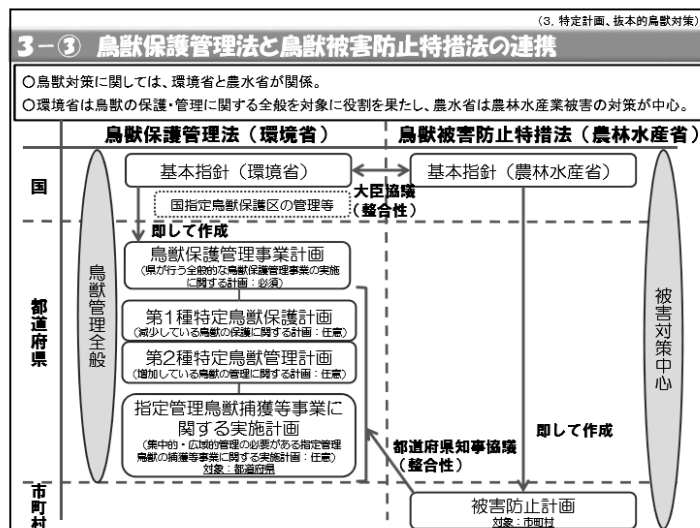 (3. 特定計画、抜本的鳥獣対策)
3－③ 鳥獣保護管理法と鳥獣被害防止特措法の連携
○鳥獣対策に関しては、環境省と農水省が関係。
○環境省は鳥獣の保護・管理に関する全般を対象に役割を果たし、農水省は農林水産業被害の対策が中心。
鳥獣保護管理法（環境省）
鳥獣被害防止特措法（農林水産省）
国
基本指針（環境省）
基本指針（農林水産省）
国指定鳥獣保護区の管理等
大臣協議
（整合性）
即して作成
都道府県
鳥獣管理全般
鳥獣保護管理事業計画
（県が行う全般的な鳥獣保護管理事業の実施
に関する計画：必須）
第1種特定鳥獣保護計画
（減少している鳥獣の保護に関する計画：任意）
第2種特定鳥獣管理計画
（増加している鳥獣の管理に関する計画：任意）
指定管理鳥獣捕獲等事業に
関する実施計画
（集中的・広域的管理の必要がある指定管理
鳥獣の捕獲等事業に関する実施計画：任意）
対象：都道府県
都道府県知事協議
（整合性）
即して作成
被害対策中心
市町村
被害防止計画
対象：市町村